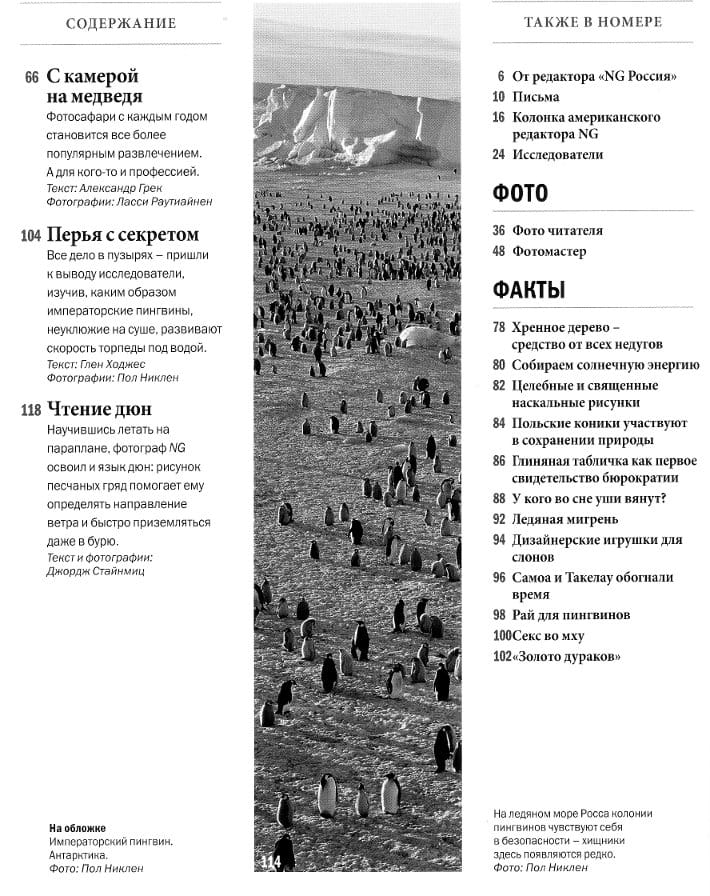 СОДЕРЖАНИЕ
66 С камерой
на медведя
Фотосафари с каждым годом
становится все более
популярным развлечением.
А для кого-то и профессией.
Текст: Александр Грек
Фотографии: Ласси Раутиайнен
104 Перья с секретом
Все дело в пузырях – пришли
к выводу исследователи,
изучив, каким образом
императорские пингвины,
неуклюжие на суше, развивают
скорость торпеды под водой.
Текст: Глен Ходжес
Фотографии: Пол Никлен
118 Чтение дюн
Научившись летать на
параплане, фотограф NG
освоил и язык дюн: рисунок
песчаных гряд помогает ему
определять направление
ветра и быстро приземляться
даже в бурю.
Текст и фотографии:
Джордж Стайнмиц
На обложке
Императорский пингвин.
Антарктика.
Фото: Пол Никлен
114
ТАКЖЕ В НОМЕРЕ
6 От редактора «NG Россия»
10 Письма
16 Колонка американского
редактора NG
24 Исследователи
ФОТО
36 Фото читателя
48 Фотомастер
ФАКТЫ
78 Хренное дерево –
средство от всех недугов
80 Собираем солнечную энергию
82 Целебные и священные
наскальные рисунки
84 Польские коники участвуют
в сохранении природы
86 Глиняная табличка как первое
свидетельство бюрократии
88 У кого во сне уши вянут?
92 Ледяная мигрень
94 Дизайнерские игрушки для
слонов
96 Самоа и Такелау обогнали
время
98 Рай для пингвинов
100 Секс во мху
102 «Золото дураков»
На ледяном море Росса колонии
пингвинов чувствуют себя
в безопасности – хищники
здесь появляются редко.
Фото: Пол Никлен